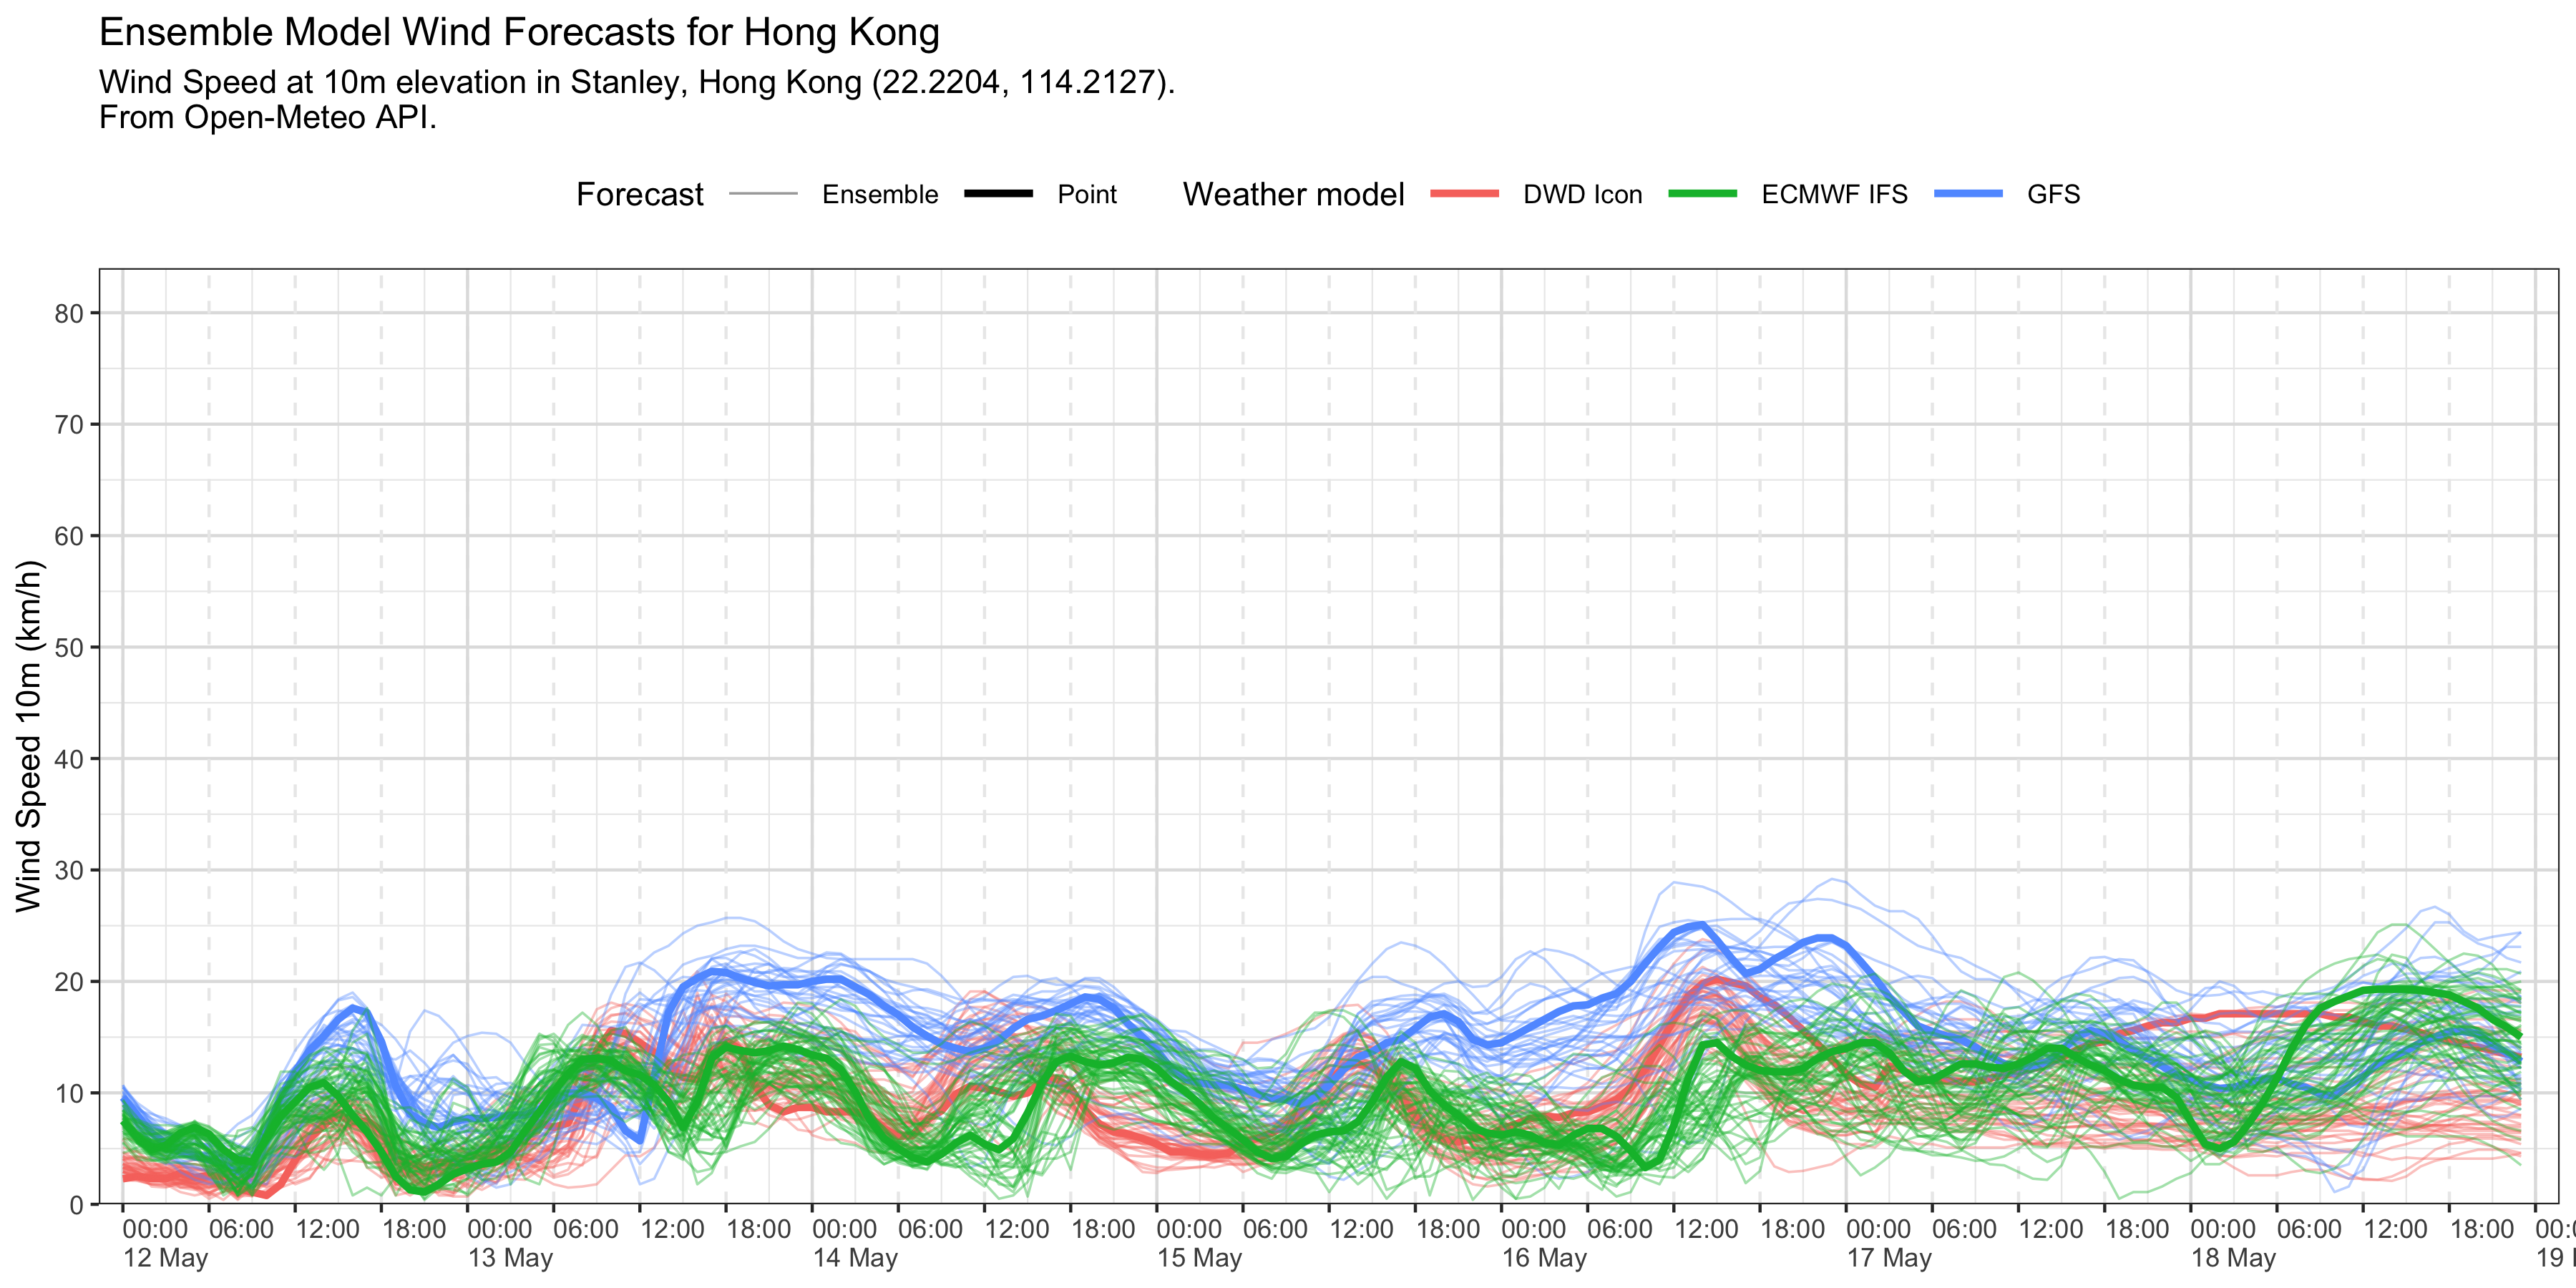 Ensemble Model Wind Forecasts for Hong Kong
Wind Speed at 10m elevation in Stanley, Hong Kong (22.2204, 114.2127).
From Open-Meteo API.
Forecast Ensemble Point Weather model DWD Icon ECMWF IFS GFS
Wind Speed 10m (km/h)
80
70
60
50
40
30
20
10
0
00:00 06:00 12:00 18:00 00:00 06:00 12:00 18:00 00:00 06:00 12:00 18:00 00:00 06:00 12:00 18:00 00:00 06:00 12:00 18:00 00:00 06:00 12:00 18:00 00:00 06:00 12:00 18:00 00:0
12 May 13 May 14 May 15 May 16 May 17 May 18 May 19